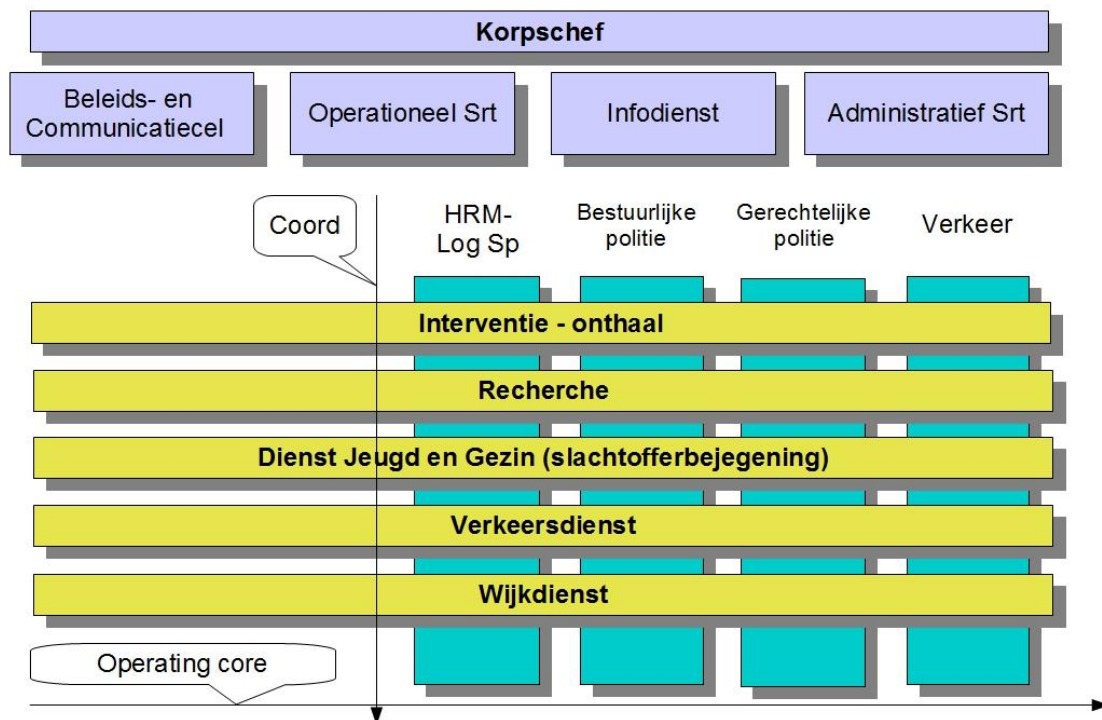 Korpschef
Beleids- en
Communicatiecel
Operationeel Srt
Infodienst
Administratief Srt
Coord
HRM-
Log Sp
Bestuurlijke
politie
Gerechtelijke
politie
Verkeer
Interventie - onthaal
Recherche
Dienst Jeugd en Gezin (slachtofferbejegening)
Verkeersdienst
Wijkdienst
Operating core